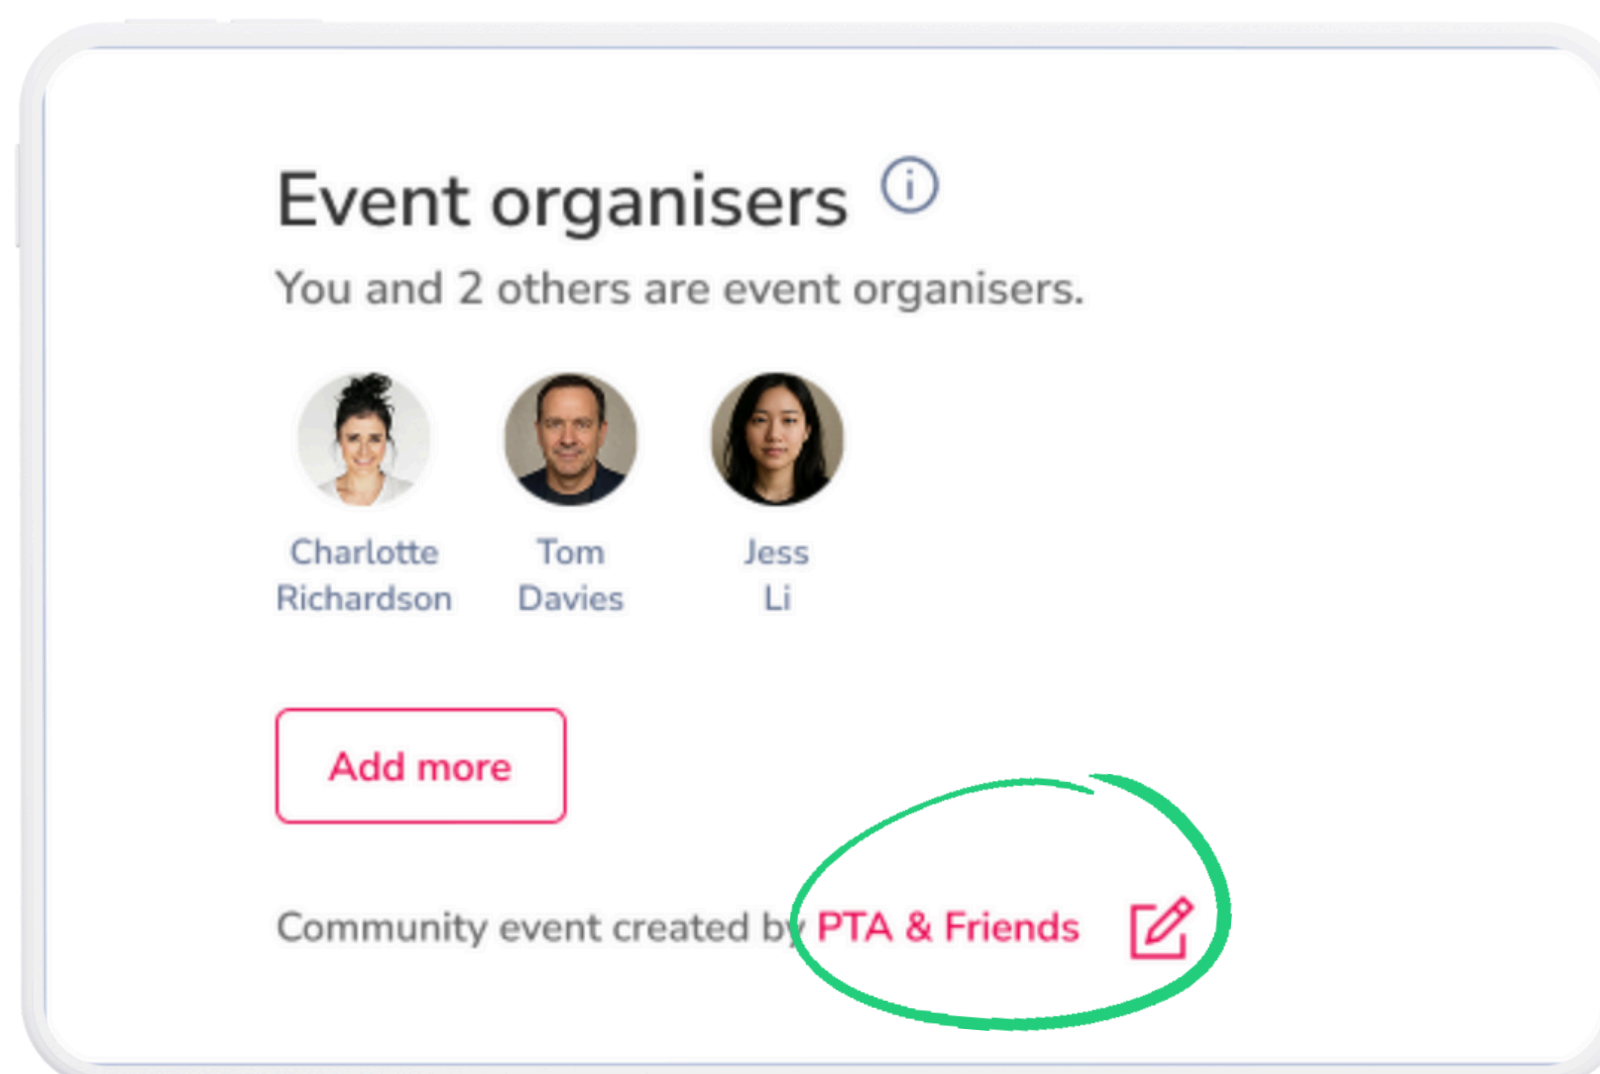 Event organisers
You and 2 others are event organisers.
Charlotte Richardson
Tom Davies
Jess Li
Add more
Community event created by PTA & Friends